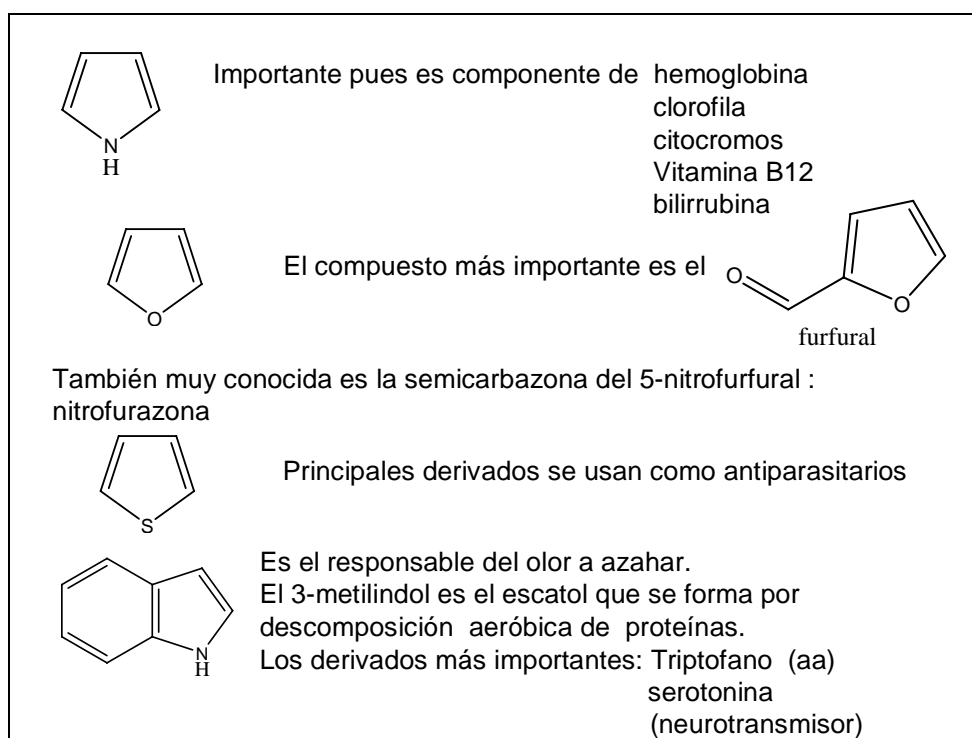 Importante pues es componente de hemoglobina
clorofila
citocromos
Vitamina B12
bilirrubina
N
H
El compuesto más importante es el
O
O
O
furfural
También muy conocida es la semicarbazona del 5-nitrofurfural :
nitrofurazona
Principales derivados se usan como antiparasitarios
S
Es el responsable del olor a azahar.
El 3-metilindol es el escatol que se forma por
descomposición aeróbica de proteínas.
Los derivados más importantes: Triptofano (aa)
serotonina
(neurotransmisor)
N
H